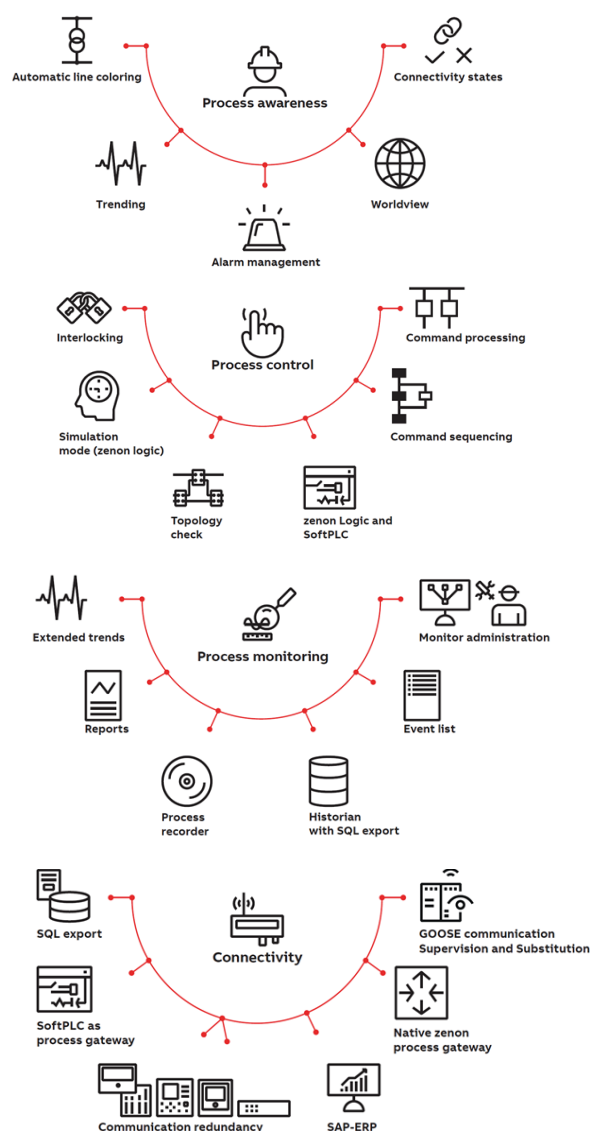 Automatic line coloring
Process awareness
Connectivity states
Trending
Worldview
Alarm management
Interlocking
Process control
Command processing
Simulation
mode (zenon logic)
Command sequencing
Topology
check
zenon Logic and
SoftPLC
Extended trends
Process monitoring
Monitor administration
Reports
Event list
Process
recorder
Historian
with SQL export
SQL export
Connectivity
GOOSE communication
Supervision and Substitution
SoftPLC as
process gateway
Native zenon
process gateway
Communication redundancy
SAP-ERP